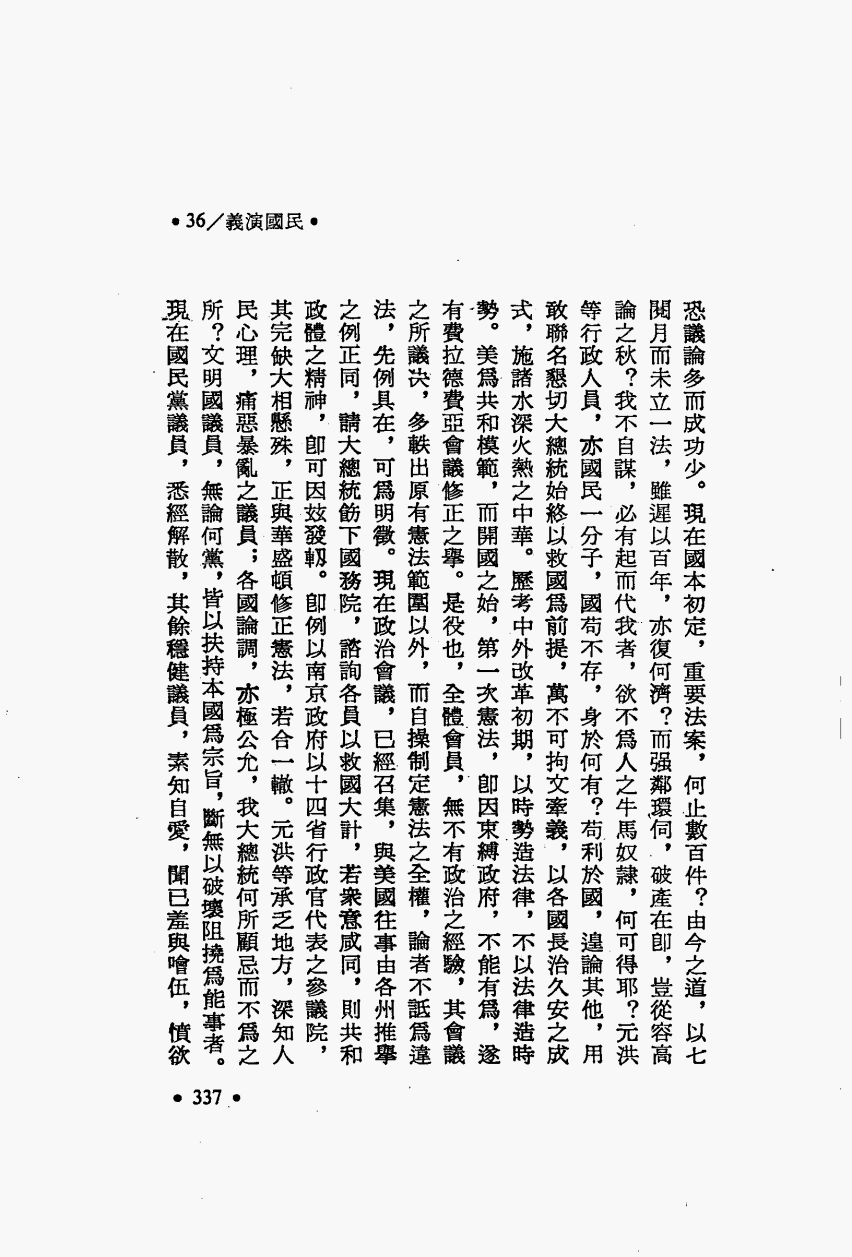 •36／義演國民•
恐議論多而成功少。現在國本初定，重要法案，何止數百件？由今之道，以七
閱月而未立一法，雖遲以百年，亦復何濟？而强鄰環伺，破產在卽，豈從容高
論之秋？我不自謀，必有起而代我者，欲不爲人之牛馬奴隸，何可得耶？元洪
等行政人員，亦國民一分子，國苟不存，身於何有？苟利於國，遑論其他，用
敢聯名懇切大總統始終以救國爲前提，萬不可拘文牽義，以各國長治久安之成
式，施諸水深火熱之中華。歷考中外改革初期，以時勢造法律，不以法律造時
勢。美爲共和模範，而開國之始，第一次憲法，卽因束縛政府，不能有爲，遂
有費拉德費亞會議修正之舉。是役也，全體會員，無不有政治之經驗，其會議
之所議決，多軼出原有憲法範圍以外，而自操制定憲法之全權，論者不詆爲違
法，先例具在，可爲明徵。現在政治會議，已經召集，與美國往事由各州推舉
之例正同，請大總統飭下國務院，諮詢各員以救國大計，若衆意咸同，則共和
政體之精神，卽可因玆發軔。卽例以南京政府以十四省行政官代表之參議院，
其完缺大相懸殊，正與華盛頓修正憲法，若合一轍。元洪等承乏地方，深知人
民心理，痛惡暴亂之議員；各國論調，亦極公允，我大總統何所顧忌而不爲之
所？文明國議員，無論何黨，皆以扶持本國爲宗旨，斷無以破壞阻撓爲能事者。
現在國民黨議員，悉經解散，其餘穩健議員，素知自愛，聞已羞與噲伍，憤欲
•337•